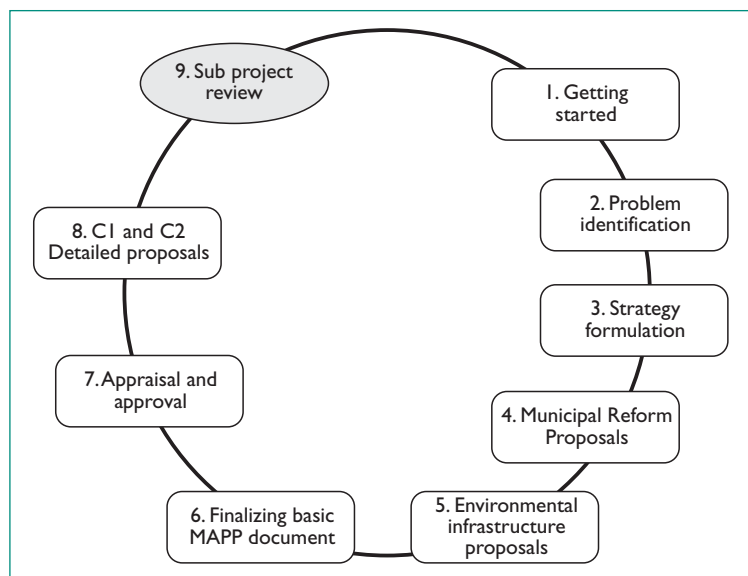 1. Getting
started
2. Problem
identification
3. Strategy
formulation
4. Municipal Reform
Proposals
5. Environmental
infrastructure
proposals
6. Finalizing basic
MAPP document
7. Appraisal and
approval
8. C1 and C2
Detailed proposals
9. Sub project
review